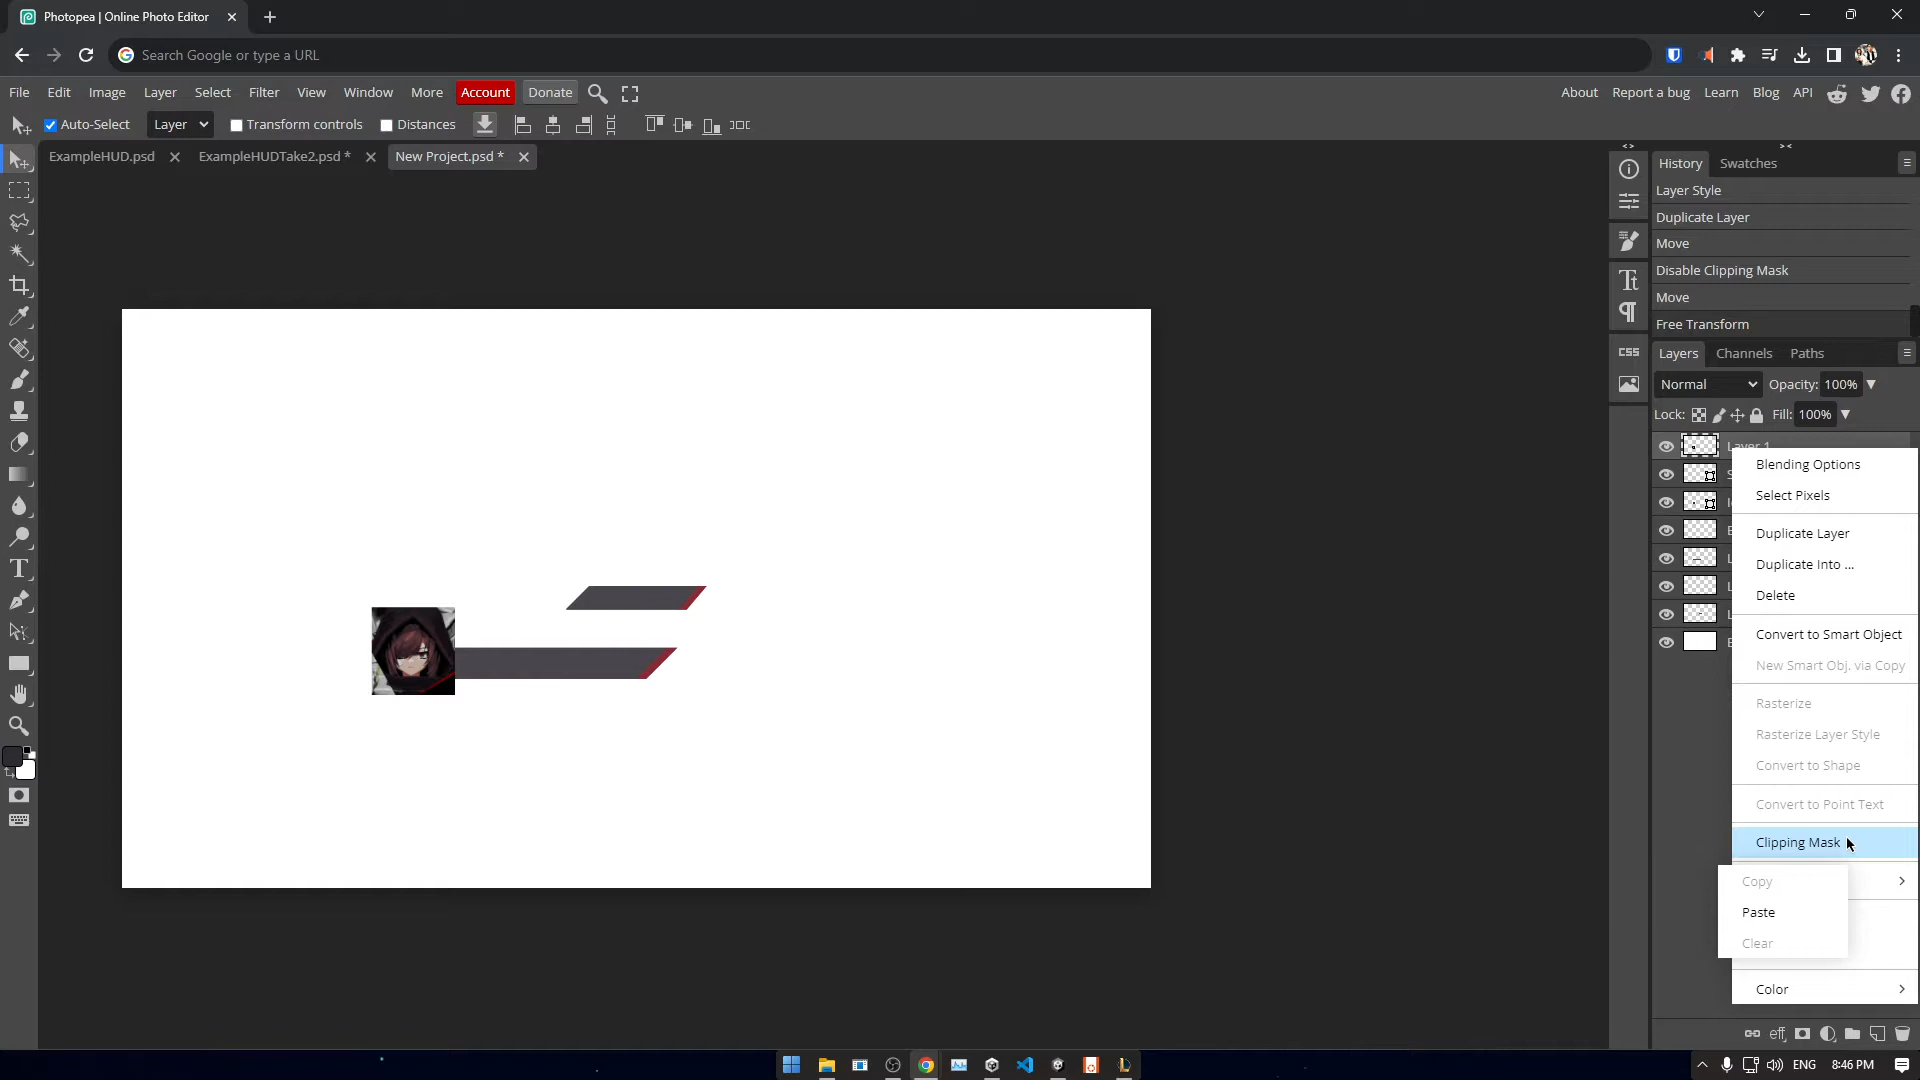 Photopea | Online Photo Editor
Search Google or type a URL
File Edit Image Layer Select Filter View Window More Account Donate
About Report a bug Learn Blog API
Auto-Select Layer Transform controls Distances
ExampleHUD.psd ExampleHUDTake2.psd * New Project.psd *
History Swatches
Layer Style
Duplicate Layer
Move
Disable Clipping Mask
Move
Free Transform
CSS
Layers Channels Paths
Normal Opacity: 100%
Lock: Fill: 100%
Layer 1
Blending Options
Select Pixels
Duplicate Layer
Duplicate Into ...
Delete
Convert to Smart Object
New Smart Obj. via Copy
Rasterize
Rasterize Layer Style
Convert to Shape
Convert to Point Text
Clipping Mask
Copy
Paste
Clear
Color
eff
ENG 8:46 PM